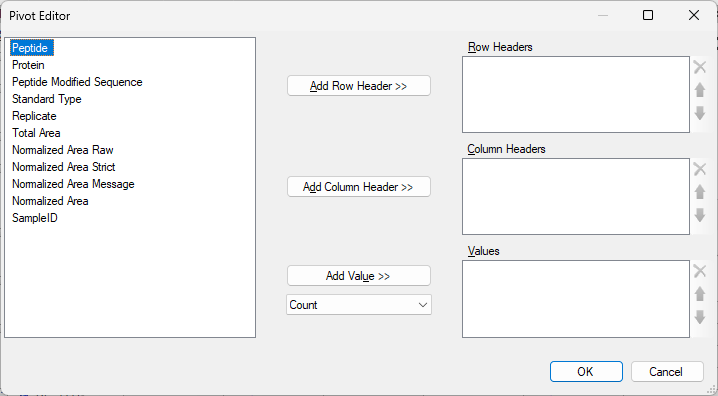 Pivot Editor
Peptide
Protein
Peptide Modified Sequence
Standard Type
Replicate
Total Area
Normalized Area Raw
Normalized Area Strict
Normalized Area Message
Normalized Area
SampleID
Add Row Header >>
Add Column Header >>
Add Value >>
Count
Row Headers
Column Headers
Values
OK
Cancel